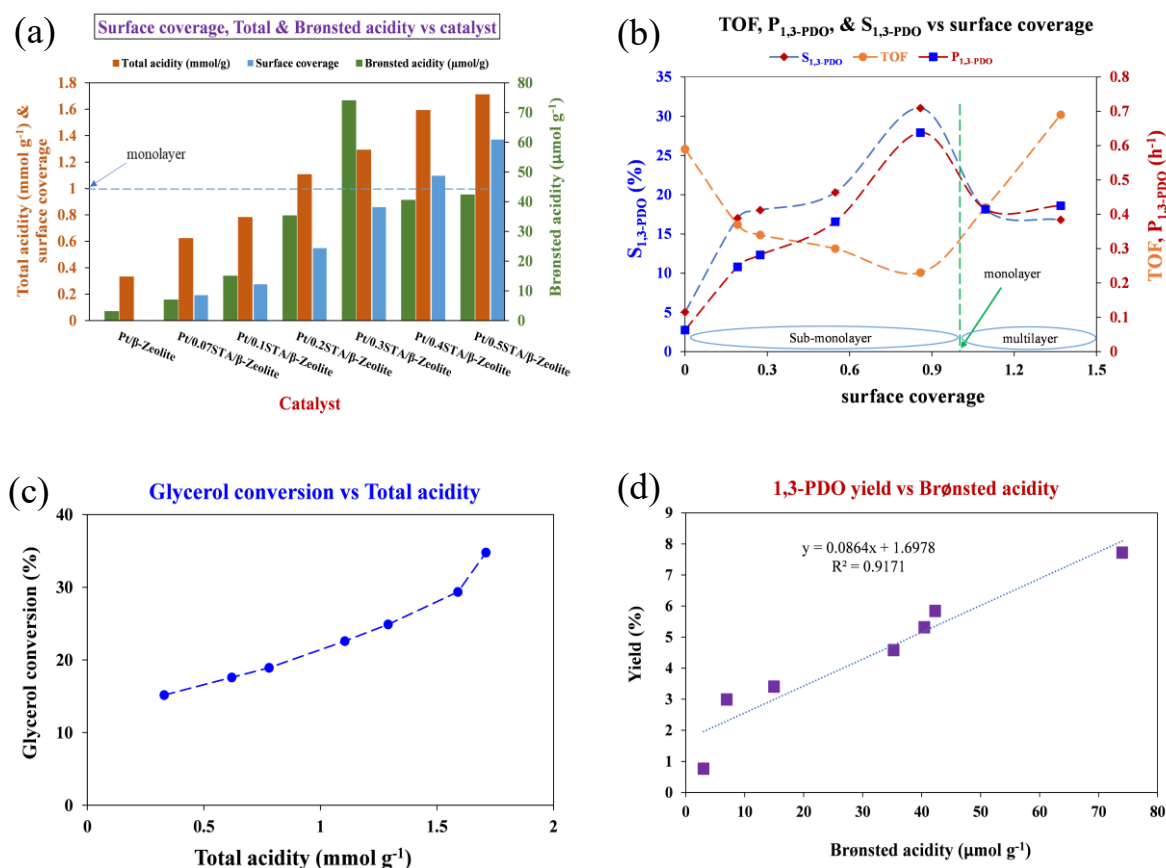 (a)
Surface coverage, Total & Brønsted acidity vs catalyst
Total acidity (mmol/g) Surface coverage Brønsted acidity (µmol/g)
Total acidity (mmol g⁻¹) &
surface coverage
1.8
1.6
1.4
1.2
1
0.8
0.6
0.4
0.2
0
monolayer
80
70
60
50
40
30
20
10
0
Brønsted acidity (µmol g⁻¹)
Pt/β-Zeolite
Pt/0.07STA/β-Zeolite
Pt/0.1STA/β-Zeolite
Pt/0.2STA/β-Zeolite
Pt/0.3STA/β-Zeolite
Pt/0.4STA/β-Zeolite
Pt/0.5STA/β-Zeolite
Catalyst
(b)
TOF, P₁,₃-PDO, & S₁,₃-PDO vs surface coverage
S₁,₃-PDO TOF P₁,₃-PDO
S₁,₃-PDO (%)
35
30
25
20
15
10
5
0
0.8
0.7
0.6
0.5
0.4
0.3
0.2
0.1
0
TOF, P₁,₃-PDO (h⁻¹)
monolayer
Sub-monolayer
multilayer
0 0.3 0.6 0.9 1.2 1.5
surface coverage
(c)
Glycerol conversion vs Total acidity
Glycerol conversion (%)
40
30
20
10
0
0 0.5 1 1.5 2
Total acidity (mmol g⁻¹)
(d)
1,3-PDO yield vs Brønsted acidity
y = 0.0864x + 1.6978
R² = 0.9171
Yield (%)
9
8
7
6
5
4
3
2
1
0
0 10 20 30 40 50 60 70 80
Brønsted acidity (µmol g⁻¹)